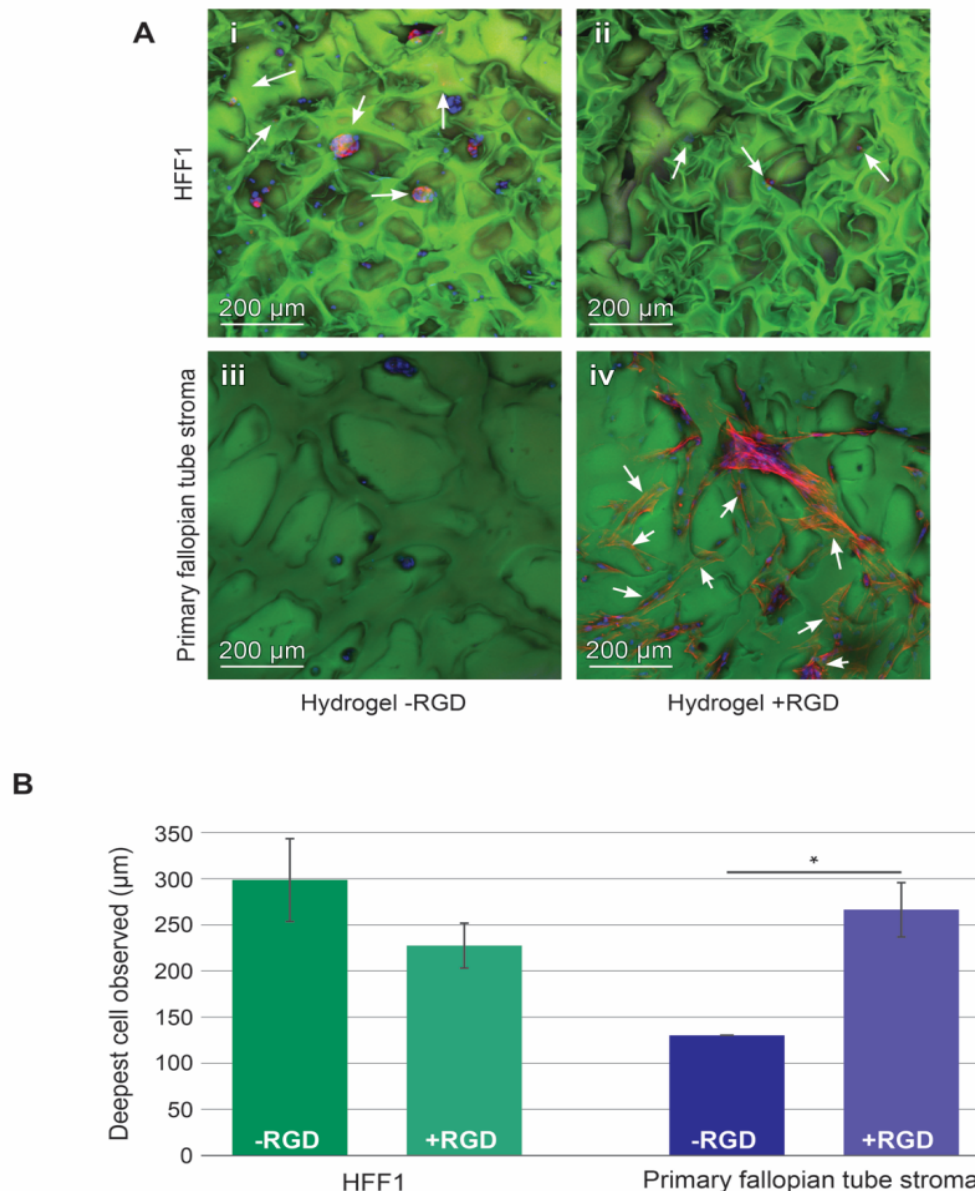 A
i
ii
HFF1
200 µm
200 µm
iii
iv
Primary fallopian tube stroma
200 µm
200 µm
Hydrogel -RGD
Hydrogel +RGD
B
Deepest cell observed (µm)
350
300
250
200
150
100
50
0
*
-RGD
+RGD
-RGD
+RGD
HFF1
Primary fallopian tube stroma